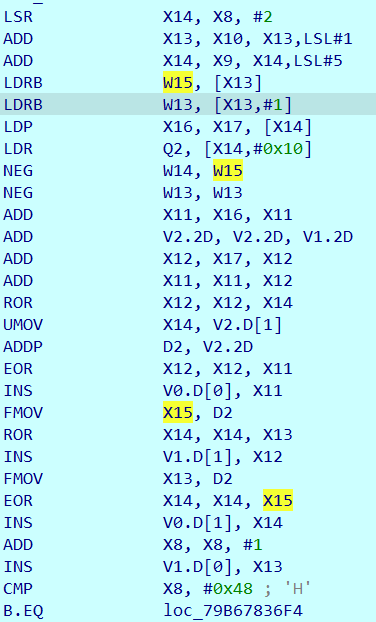 LSR X14, X8, #2
ADD X13, X10, X13,LSL#1
ADD X14, X9, X14,LSL#5
LDRB W15, [X13]
LDRB W13, [X13,#1]
LDP X16, X17, [X14]
LDR Q2, [X14,#0x10]
NEG W14, W15
NEG W13, W13
ADD X11, X16, X11
ADD V2.2D, V2.2D, V1.2D
ADD X12, X17, X12
ADD X11, X11, X12
ROR X12, X12, X14
UMOV X14, V2.D[1]
ADDP D2, V2.2D
EOR X12, X12, X11
INS V0.D[0], X11
FMOV X15, D2
ROR X14, X14, X13
INS V1.D[1], X12
FMOV X13, D2
EOR X14, X14, X15
INS V0.D[1], X14
ADD X8, X8, #1
INS V1.D[0], X13
CMP X8, #0x48 ; 'H'
B.EQ loc_79B67836F4